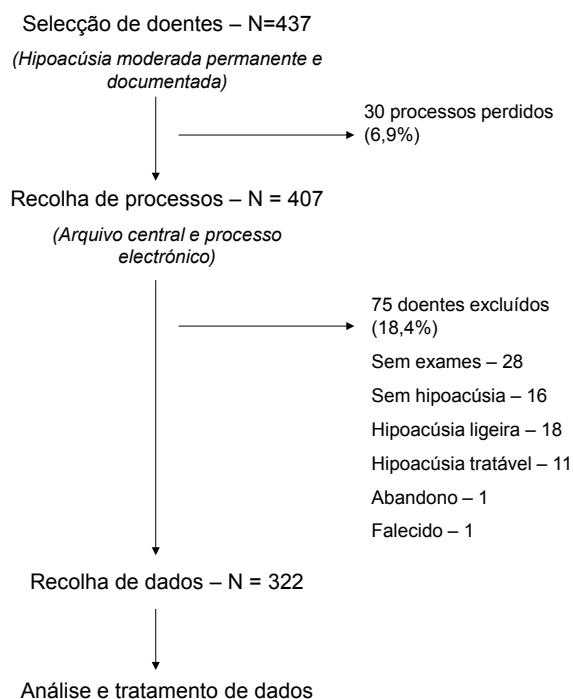 Selecção de doentes – N=437
(Hipoacúsia moderada permanente e
documentada)
30 processos perdidos
(6,9%)
Recolha de processos – N = 407
(Arquivo central e processo
electrónico)
75 doentes excluídos
(18,4%)
Sem exames – 28
Sem hipoacúsia – 16
Hipoacúsia ligeira – 18
Hipoacúsia tratável – 11
Abandono – 1
Falecido – 1
Recolha de dados – N = 322
Análise e tratamento de dados